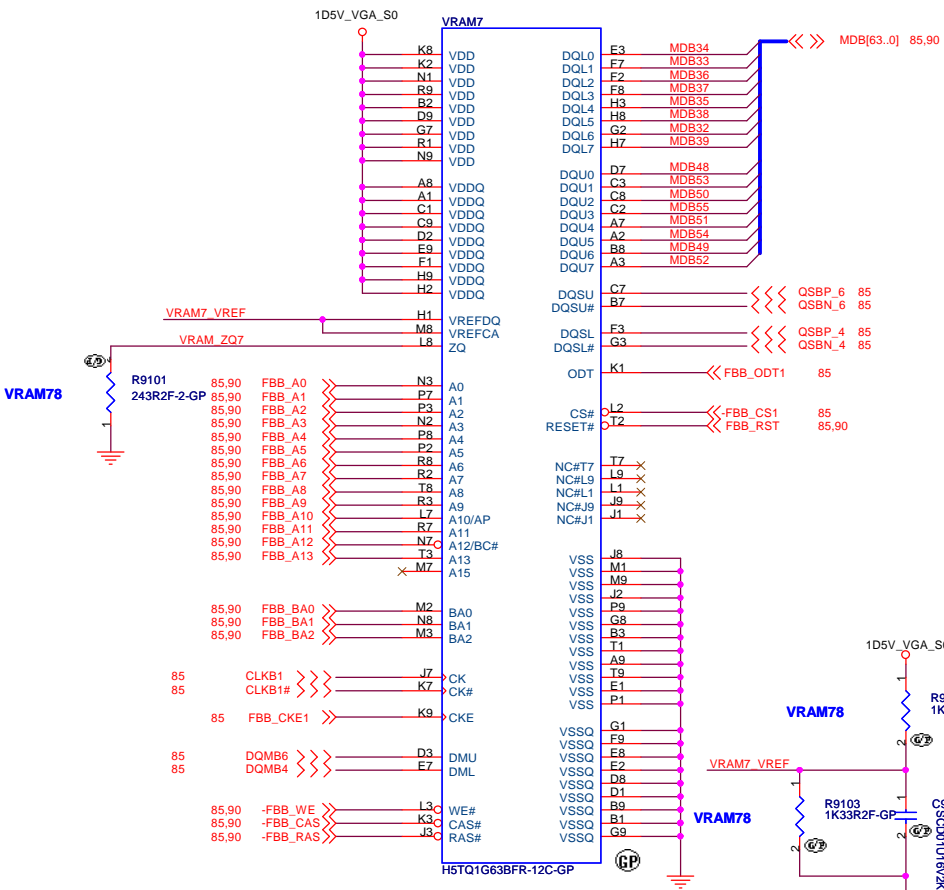 1D5V_VGA_S0
VRAM7
K8 VDD DQL0 E3 MDB34 MDB[63..0] 85,90
K2 VDD DQL1 F7 MDB33
N1 VDD DQL2 F2 MDB36
R9 VDD DQL3 F8 MDB37
B2 VDD DQL4 H3 MDB35
D9 VDD DQL5 H8 MDB38
G7 VDD DQL6 G2 MDB32
R1 VDD DQL7 H7 MDB39
N9 VDD
DQU0 D7 MDB48
A8 VDDQ DQU1 C3 MDB53
A1 VDDQ DQU2 C8 MDB50
C1 VDDQ DQU3 C2 MDB55
C9 VDDQ DQU4 A7 MDB51
D2 VDDQ DQU5 A2 MDB54
E9 VDDQ DQU6 B8 MDB49
F1 VDDQ DQU7 A3 MDB52
H9 VDDQ
H2 VDDQ DQSU C7 QSBP_6 85
DQSU# B7 QSBN_6 85
VRAM7_VREF H1 VREFDQ
M8 VREFCA DQSL F3 QSBP_4 85
VRAM_ZQ7 L8 ZQ DQSL# G3 QSBN_4 85
G/P 2
ODT K1 FBB_ODT1 85
VRAM78
R9101
243R2F-2-GP
1
85,90 FBB_A0 N3 A0
85,90 FBB_A1 P7 A1
85,90 FBB_A2 P3 A2 CS# L2 -FBB_CS1 85
85,90 FBB_A3 N2 A3 RESET# T2 FBB_RST 85,90
85,90 FBB_A4 P8 A4
85,90 FBB_A5 P2 A5
85,90 FBB_A6 R8 A6 NC#T7 T7
85,90 FBB_A7 R2 A7 NC#L9 L9
85,90 FBB_A8 T8 A8 NC#L1 L1
85,90 FBB_A9 R3 A9 NC#J9 J9
85,90 FBB_A10 L7 A10/AP NC#J1 J1
85,90 FBB_A11 R7 A11
85,90 FBB_A12 N7 A12/BC#
85,90 FBB_A13 T3 A13 VSS J8
M7 A15 VSS M1
VSS M9
VSS J2
85,90 FBB_BA0 M2 BA0 VSS P9
85,90 FBB_BA1 N8 BA1 VSS G8
85,90 FBB_BA2 M3 BA2 VSS B3
VSS T1
VSS A9
85 CLKB1 J7 CK VSS T9
85 CLKB1# K7 CK# VSS E1
VSS P1
85 FBB_CKE1 K9 CKE
VSSQ G1
VSSQ F9
85 DQMB6 D3 DMU VSSQ E8
85 DQMB4 E7 DML VSSQ E2
VSSQ D8
VSSQ D1
85,90 -FBB_WE L3 WE# VSSQ B9
85,90 -FBB_CAS K3 CAS# VSSQ B1
85,90 -FBB_RAS J3 RAS# VSSQ G9
H5TQ1G63BFR-12C-GP
GP
VRAM78
1D5V_VGA_S0
1
R9
1K
2 G/P
VRAM78
VRAM7_VREF
1
R9103
1K33R2F-GP
2 G/P
1
2 G/P